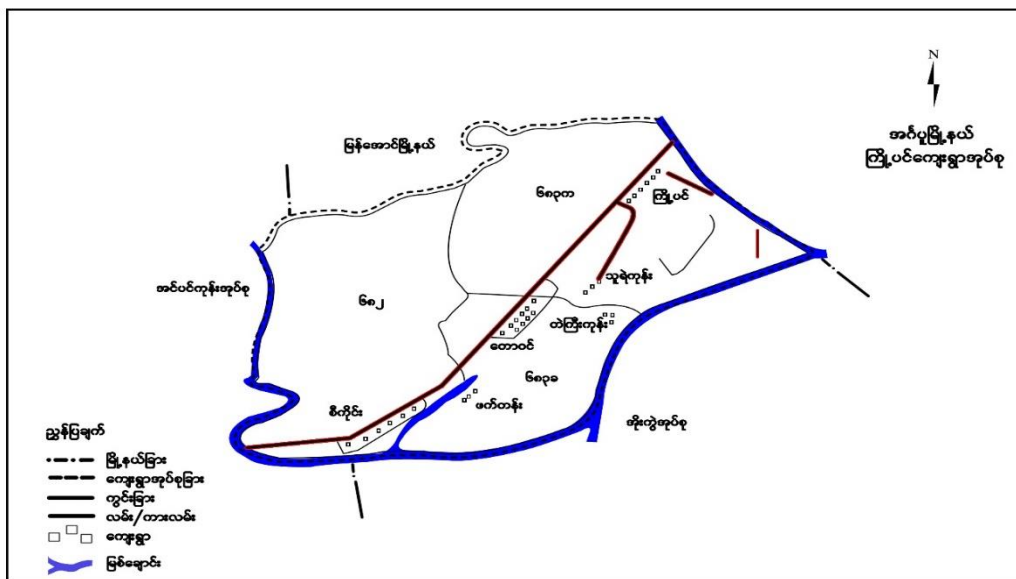 N
အင်္ဂပူမြို့နယ်
ကြို့ပင်ကျေးရွာအုပ်စု
မြန်အောင်မြို့နယ်
၆၈၃က
ကြို့ပင်
အင်ပင်ကုန်းအုပ်စု
သူရဲကုန်း
၆၈၂
တဲကြီးကုန်း
တောဝင်
၆၈၃ခ
စီကိုင်း
ဖက်တန်း
အိုးကွဲအုပ်စု
ညွှန်ပြချက်
မြို့နယ်ခြား
ကျေးရွာအုပ်စုခြား
ကွင်းခြား
လမ်း/ကားလမ်း
ကျေးရွာ
မြစ်ချောင်း